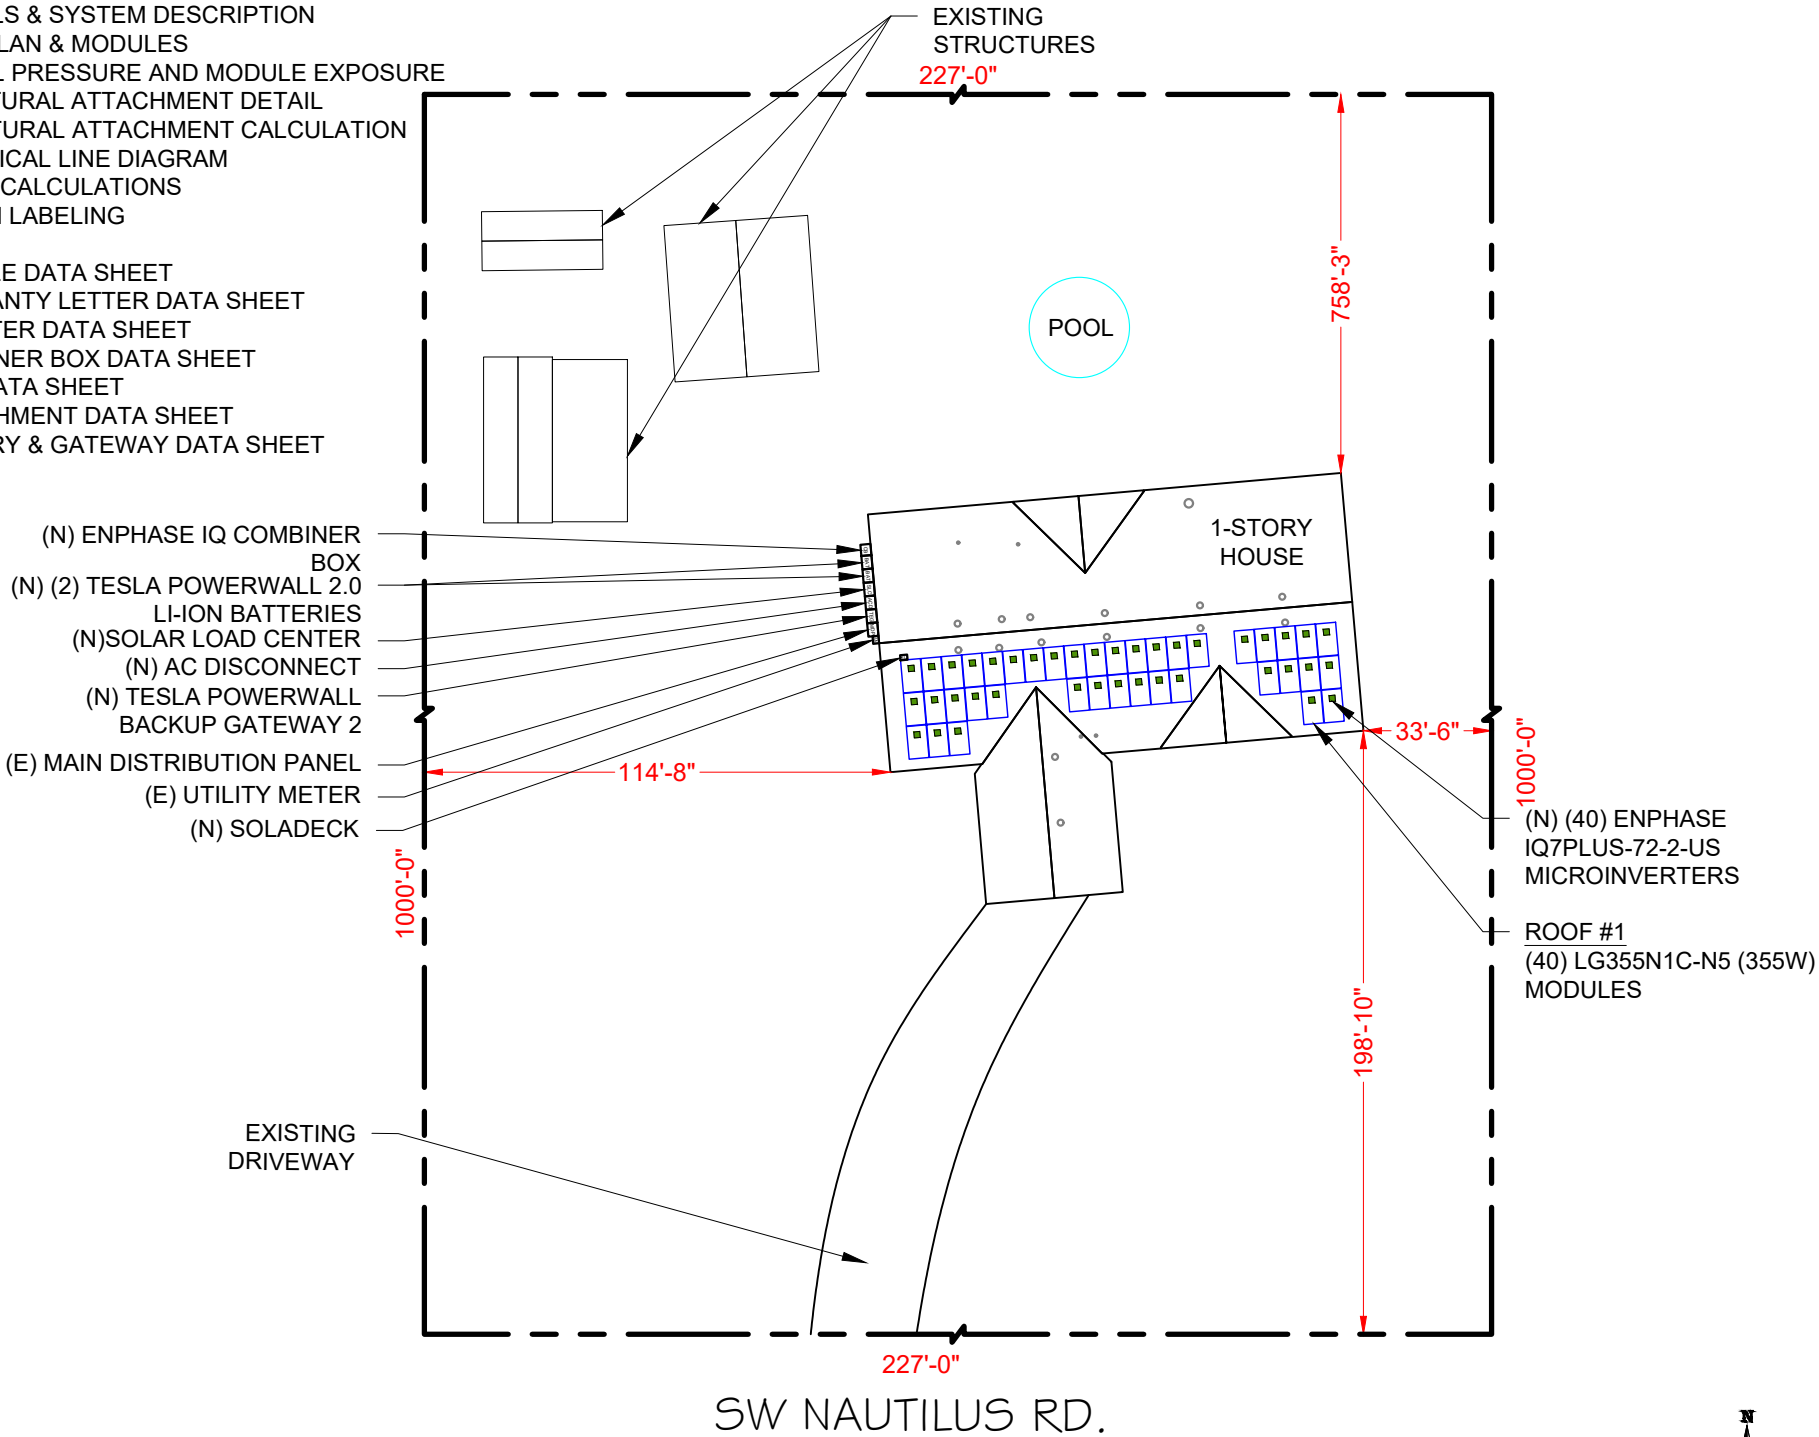 LS & SYSTEM DESCRIPTION
LAN & MODULES
L PRESSURE AND MODULE EXPOSURE
TURAL ATTACHMENT DETAIL
TURAL ATTACHMENT CALCULATION
ICAL LINE DIAGRAM
CALCULATIONS
LABELING
E DATA SHEET
ANTY LETTER DATA SHEET
TER DATA SHEET
NER BOX DATA SHEET
ATA SHEET
HMENT DATA SHEET
RY & GATEWAY DATA SHEET
EXISTING
STRUCTURES
227'-0"
758'-3"
POOL
1-STORY
HOUSE
(N) ENPHASE IQ COMBINER
BOX
(N) (2) TESLA POWERWALL 2.0
LI-ION BATTERIES
(N)SOLAR LOAD CENTER
(N) AC DISCONNECT
(N) TESLA POWERWALL
BACKUP GATEWAY 2
(E) MAIN DISTRIBUTION PANEL
(E) UTILITY METER
(N) SOLADECK
114'-8"
33'-6"
1000'-0"
1000'-0"
(N) (40) ENPHASE
IQ7PLUS-72-2-US
MICROINVERTERS
ROOF #1
(40) LG355N1C-N5 (355W)
MODULES
198'-10"
EXISTING
DRIVEWAY
227'-0"
SW NAUTILUS RD.
N